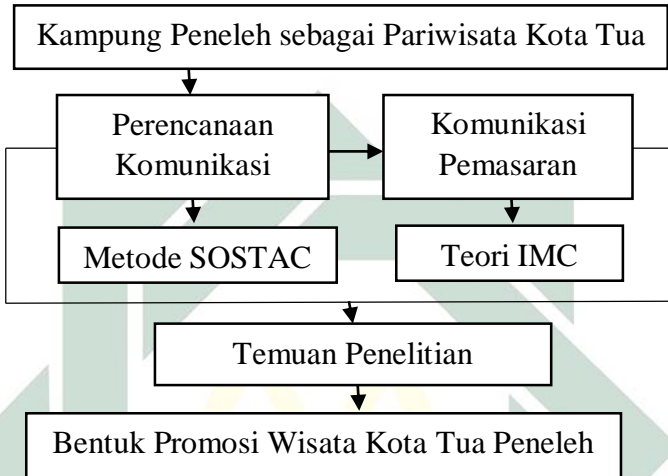 Kampung Peneleh sebagai Pariwisata Kota Tua
Perencanaan
Komunikasi
Komunikasi
Pemasaran
Metode SOSTAC
Teori IMC
Temuan Penelitian
Bentuk Promosi Wisata Kota Tua Peneleh